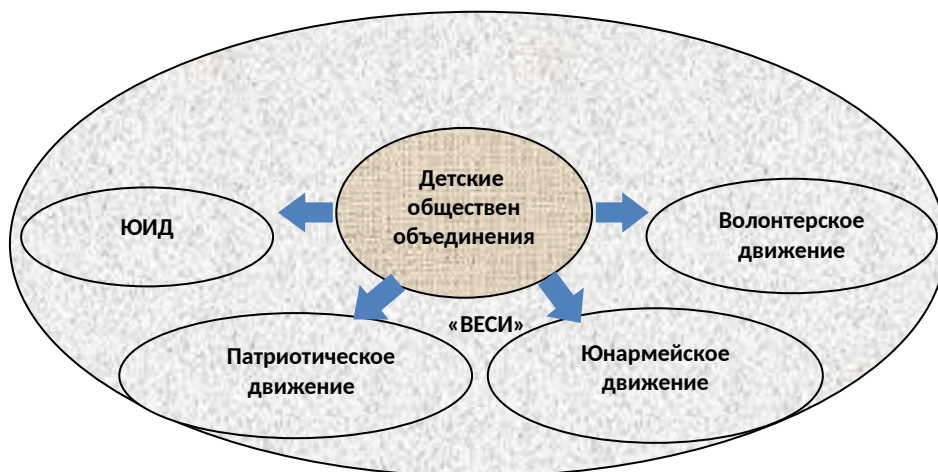 Детские
обществен
объединения
ЮИД
Волонтерское
движение
«ВЕСИ»
Патриотическое
движение
Юнармейское
движение